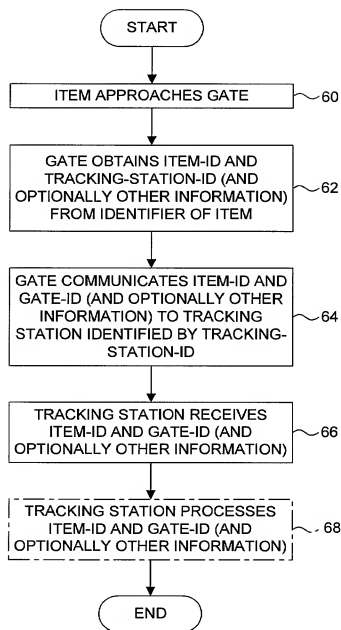 START
ITEM APPROACHES GATE
60
GATE OBTAINS ITEM-ID AND
TRACKING-STATION-ID (AND
OPTIONALLY OTHER INFORMATION)
FROM IDENTIFIER OF ITEM
62
GATE COMMUNICATES ITEM-ID AND
GATE-ID (AND OPTIONALLY OTHER
INFORMATION) TO TRACKING
STATION IDENTIFIED BY TRACKING-
STATION-ID
64
TRACKING STATION RECEIVES
ITEM-ID AND GATE-ID (AND
OPTIONALLY OTHER INFORMATION)
66
TRACKING STATION PROCESSES
ITEM-ID AND GATE-ID (AND
OPTIONALLY OTHER INFORMATION)
68
END